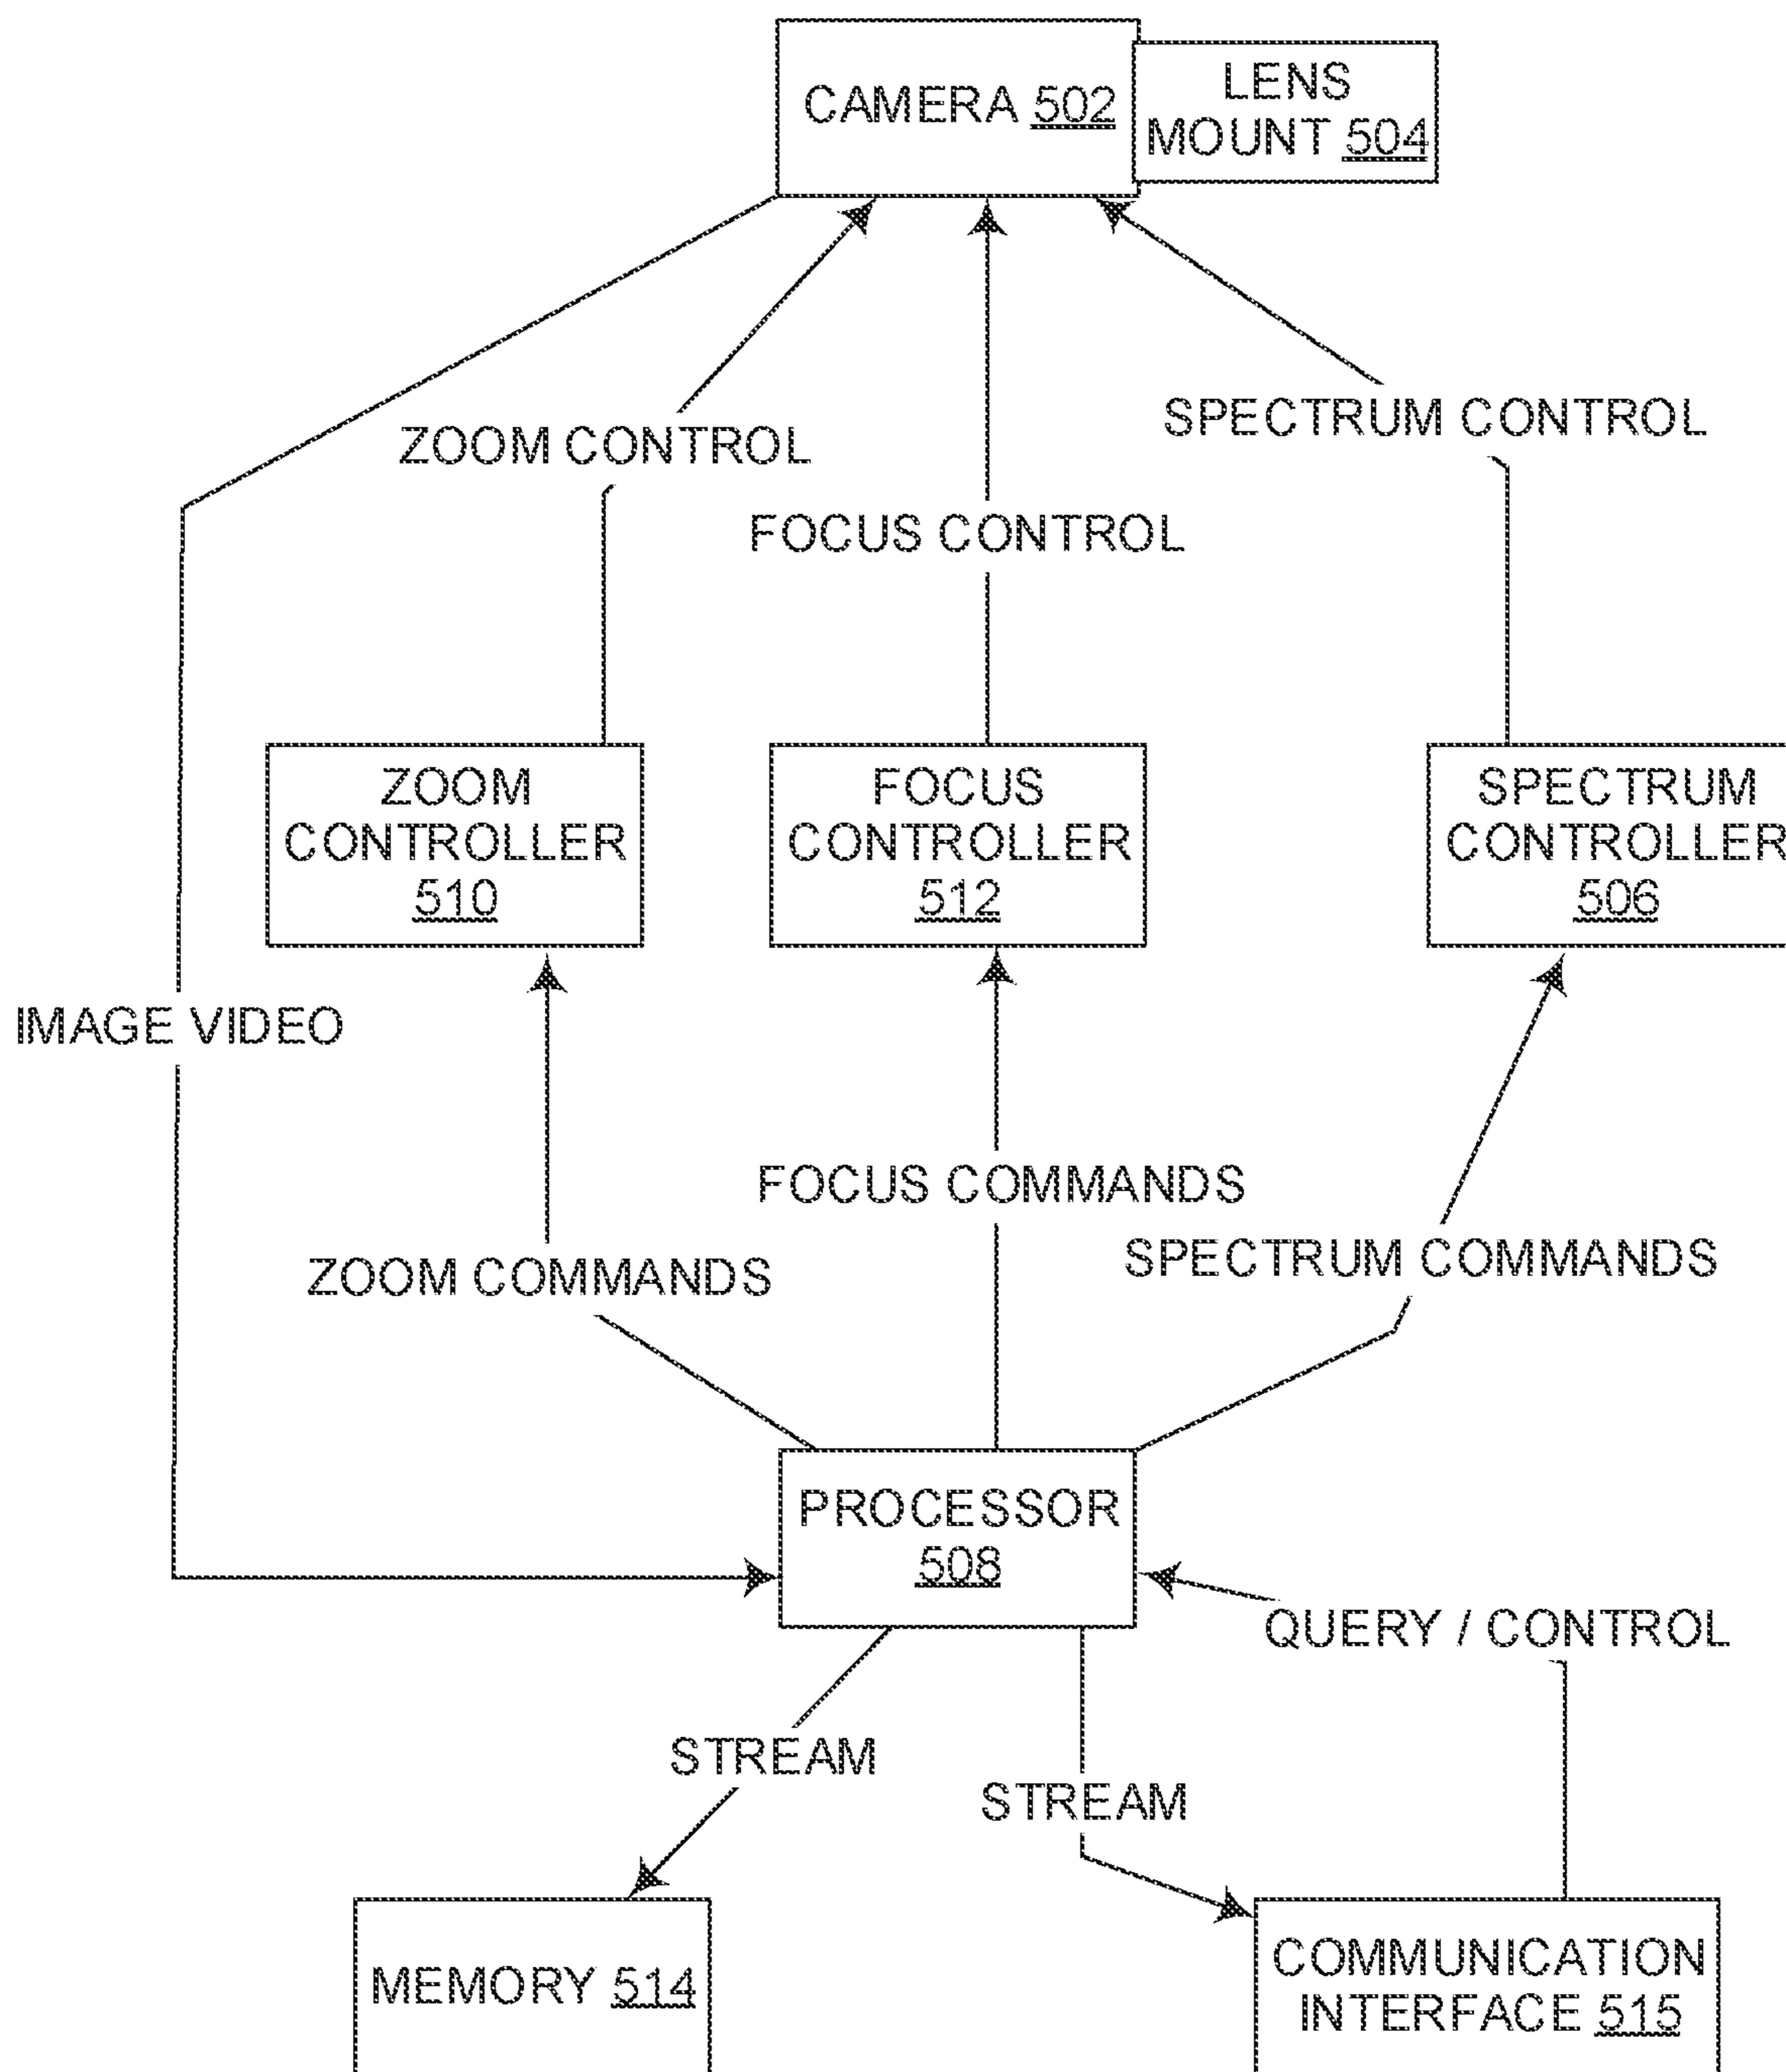 CAMERA 502
LENS
MOUNT 504
ZOOM CONTROL
SPECTRUM CONTROL
FOCUS CONTROL
ZOOM
CONTROLLER
510
FOCUS
CONTROLLER
512
SPECTRUM
CONTROLLER
506
IMAGE VIDEO
FOCUS COMMANDS
ZOOM COMMANDS
SPECTRUM COMMANDS
PROCESSOR
508
QUERY / CONTROL
STREAM
STREAM
MEMORY 514
COMMUNICATION
INTERFACE 515